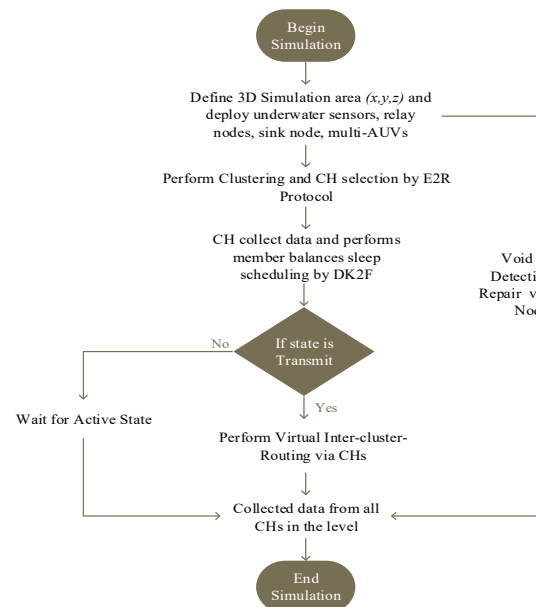 Begin
Simulation
Define 3D Simulation area (x,y,z) and
deploy underwater sensors, relay
nodes, sink node, multi-AUVs
Perform Clustering and CH selection by E2R
Protocol
CH collect data and performs
member balances sleep
scheduling by DK2F
Void
Detecti
Repair v
Noc
If state is
Transmit
No
Yes
Wait for Active State
Perform Virtual Inter-cluster-
Routing via CHs
Collected data from all
CHs in the level
End
Simulation